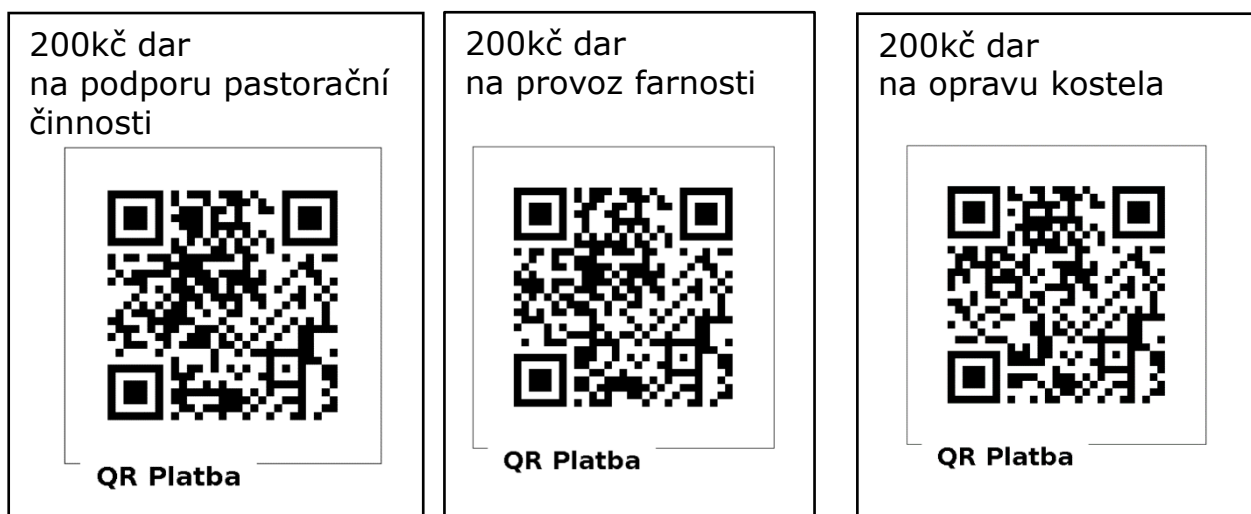 200kč dar
na podporu pastorační
činnosti
QR Platba
200kč dar
na provoz farnosti
QR Platba
200kč dar
na opravu kostela
QR Platba